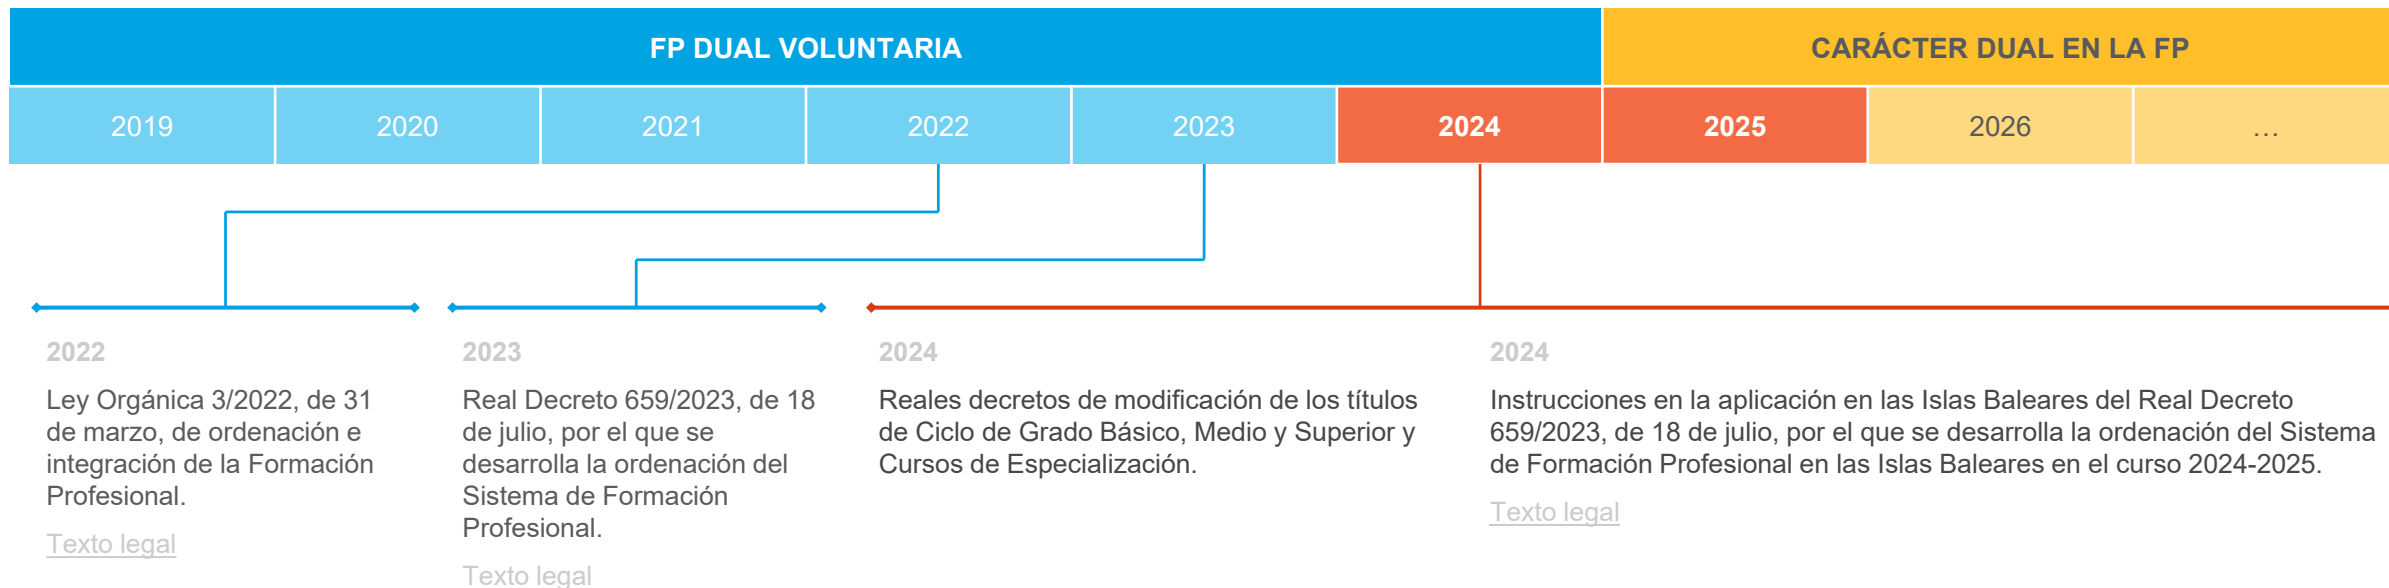 FP DUAL VOLUNTARIA
CARÁCTER DUAL EN LA FP
2019
2020
2021
2022
2023
2024
2025
2026
…
2022
Ley Orgánica 3/2022, de 31
de marzo, de ordenación e
integración de la Formación
Profesional.
Texto legal
2023
Real Decreto 659/2023, de 18
de julio, por el que se
desarrolla la ordenación del
Sistema de Formación
Profesional.
Texto legal
2024
Reales decretos de modificación de los títulos
de Ciclo de Grado Básico, Medio y Superior y
Cursos de Especialización.
2024
Instrucciones en la aplicación en las Islas Baleares del Real Decreto
659/2023, de 18 de julio, por el que se desarrolla la ordenación del Sistema
de Formación Profesional en las Islas Baleares en el curso 2024-2025.
Texto legal